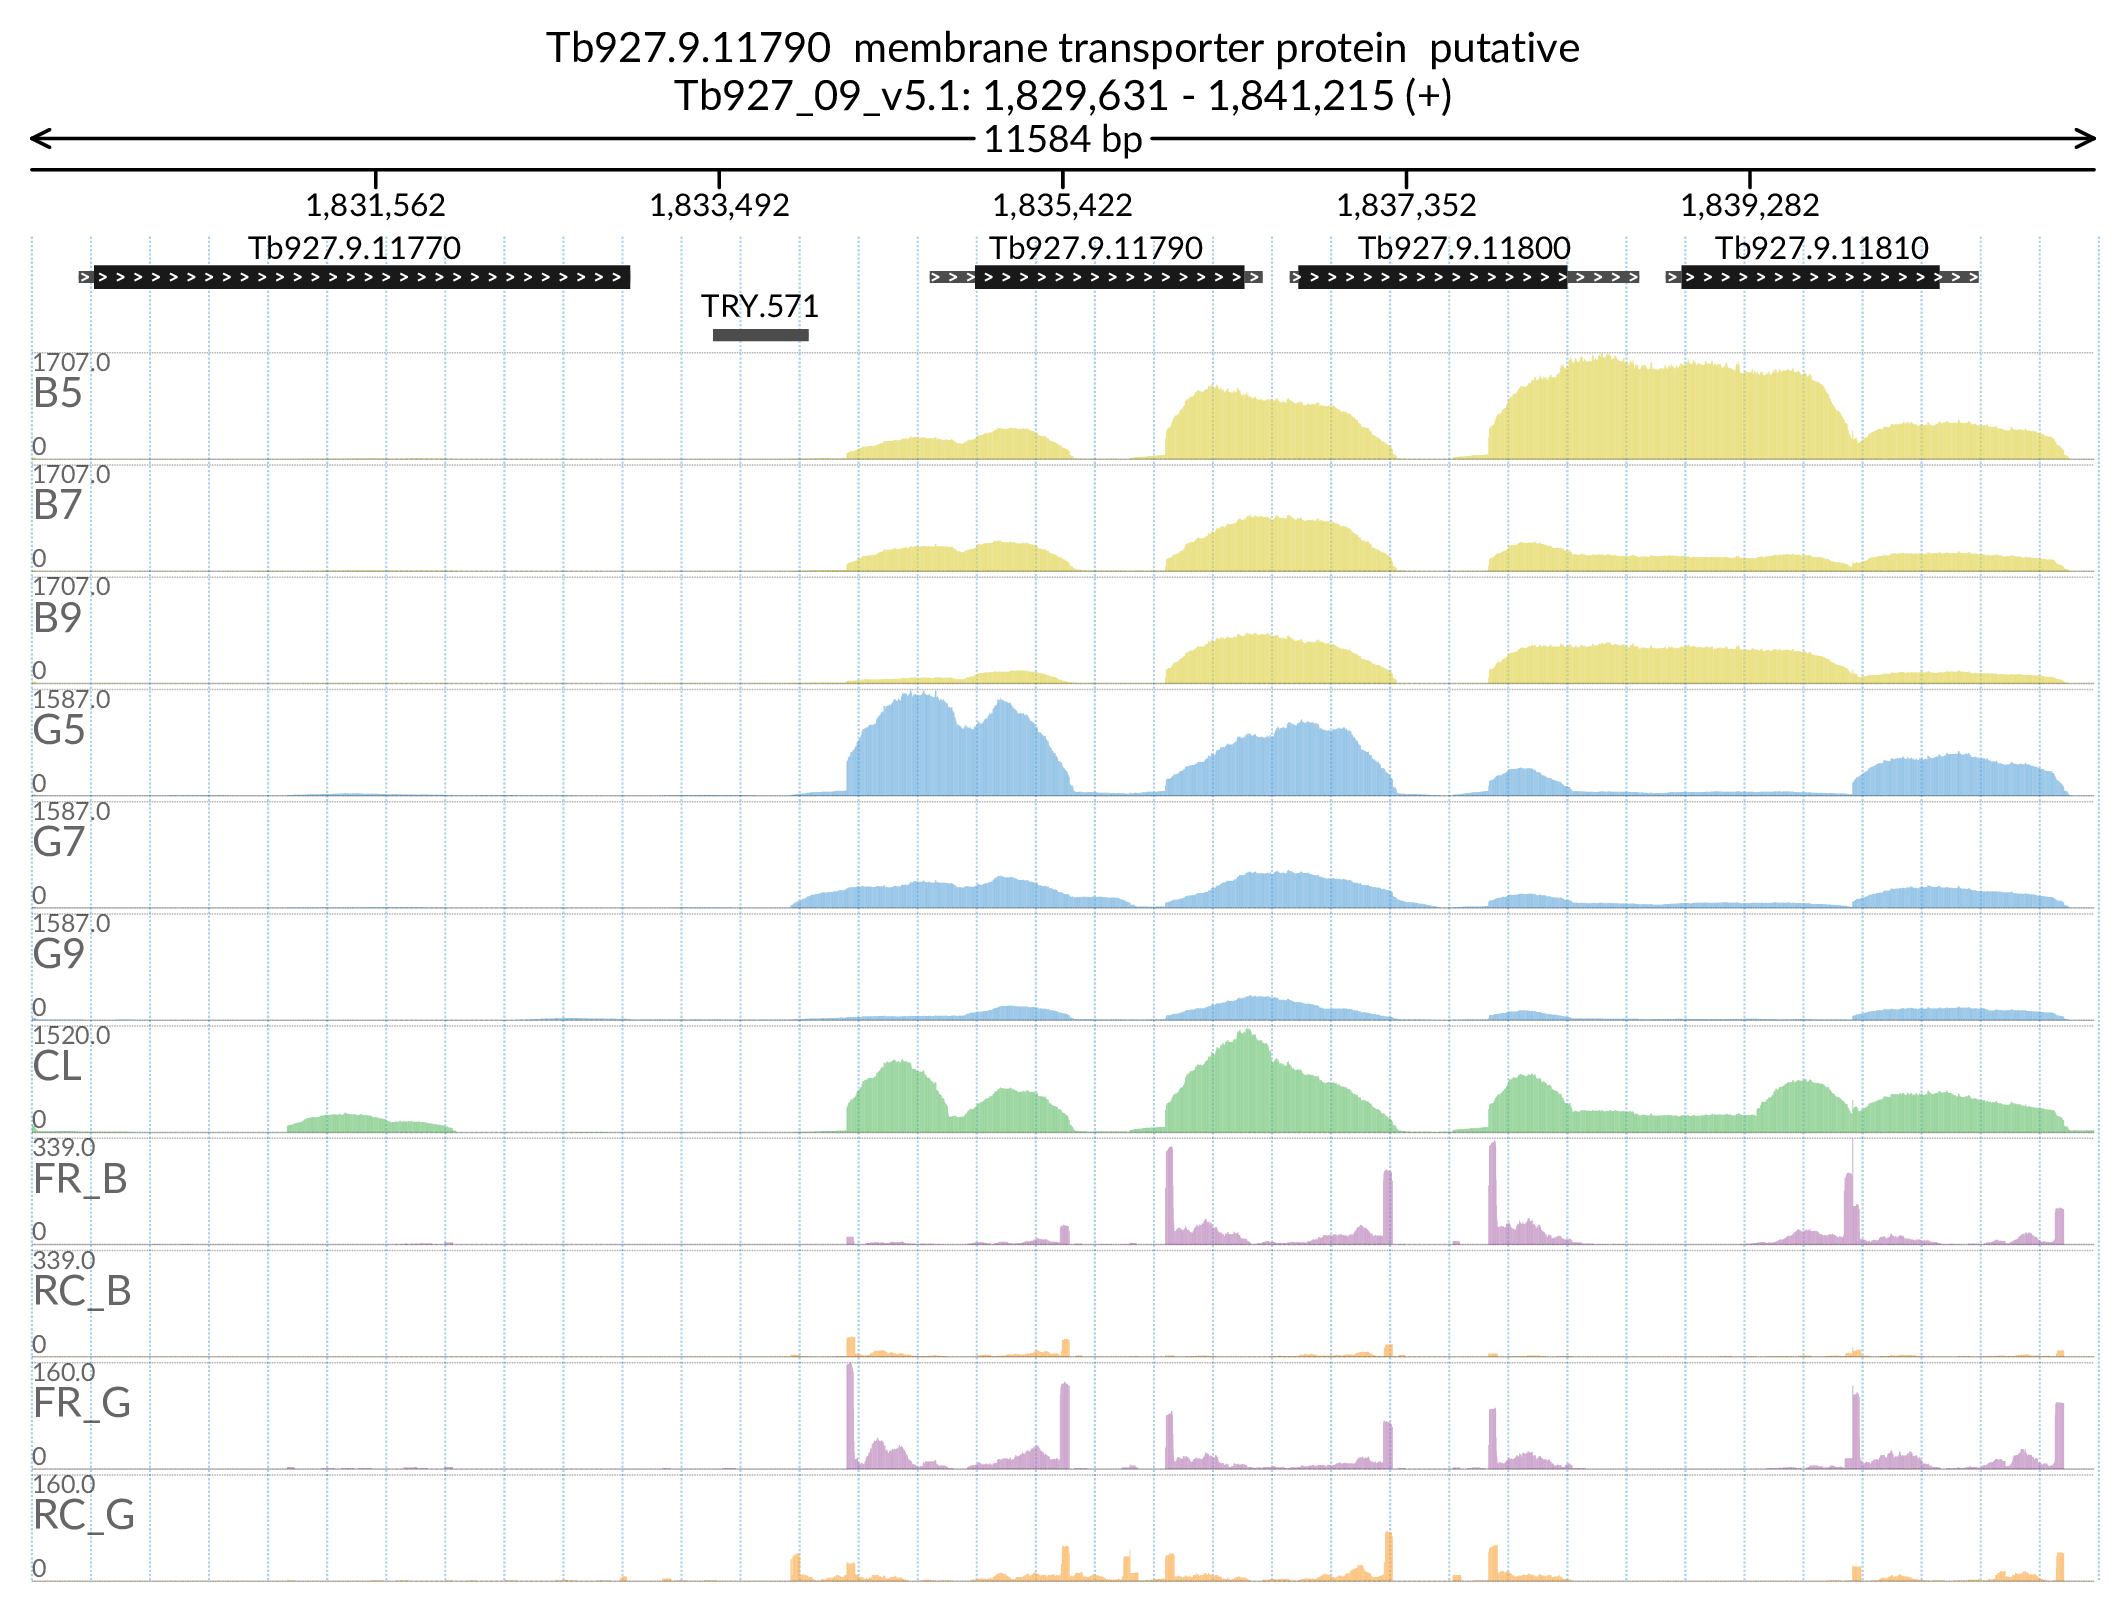 Tb927.9.11790  membrane transporter protein  putative
Tb927_09_v5.1: 1,829,631 - 1,841,215 (+)
11584 bp
1,831,562 1,833,492 1,835,422 1,837,352 1,839,282
Tb927.9.11770 Tb927.9.11790 Tb927.9.11800 Tb927.9.11810
TRY.571
1707.0
B5
0
1707.0
B7
0
1707.0
B9
0
1587.0
G5
0
1587.0
G7
0
1587.0
G9
0
1520.0
CL
0
339.0
FR_B
0
339.0
RC_B
0
160.0
FR_G
0
160.0
RC_G
0